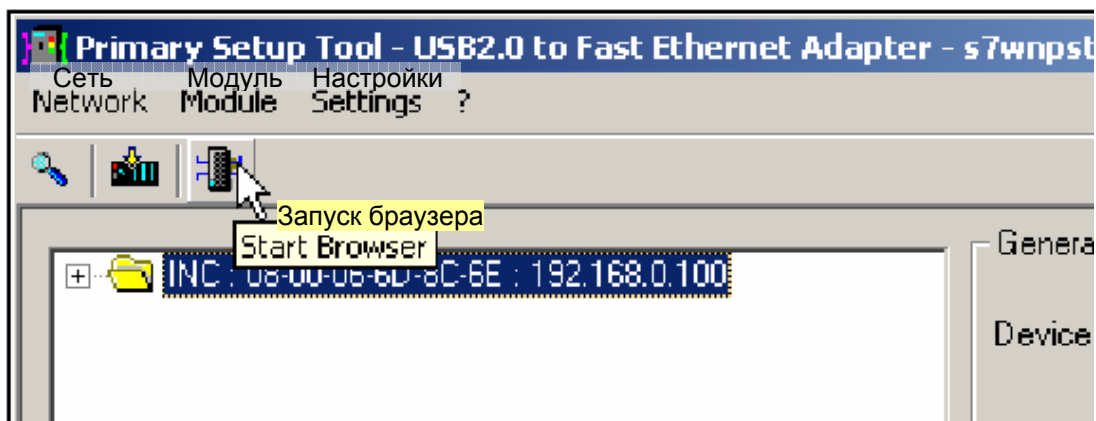 Primary Setup Tool - USB2.0 to Fast Ethernet Adapter - s7wnpst
Сеть Модуль Настройки
Network Module Settings ?
Запуск браузера
Start Browser
INC : 08-00-06-6D-8C-6E : 192.168.0.100
Genera
Device